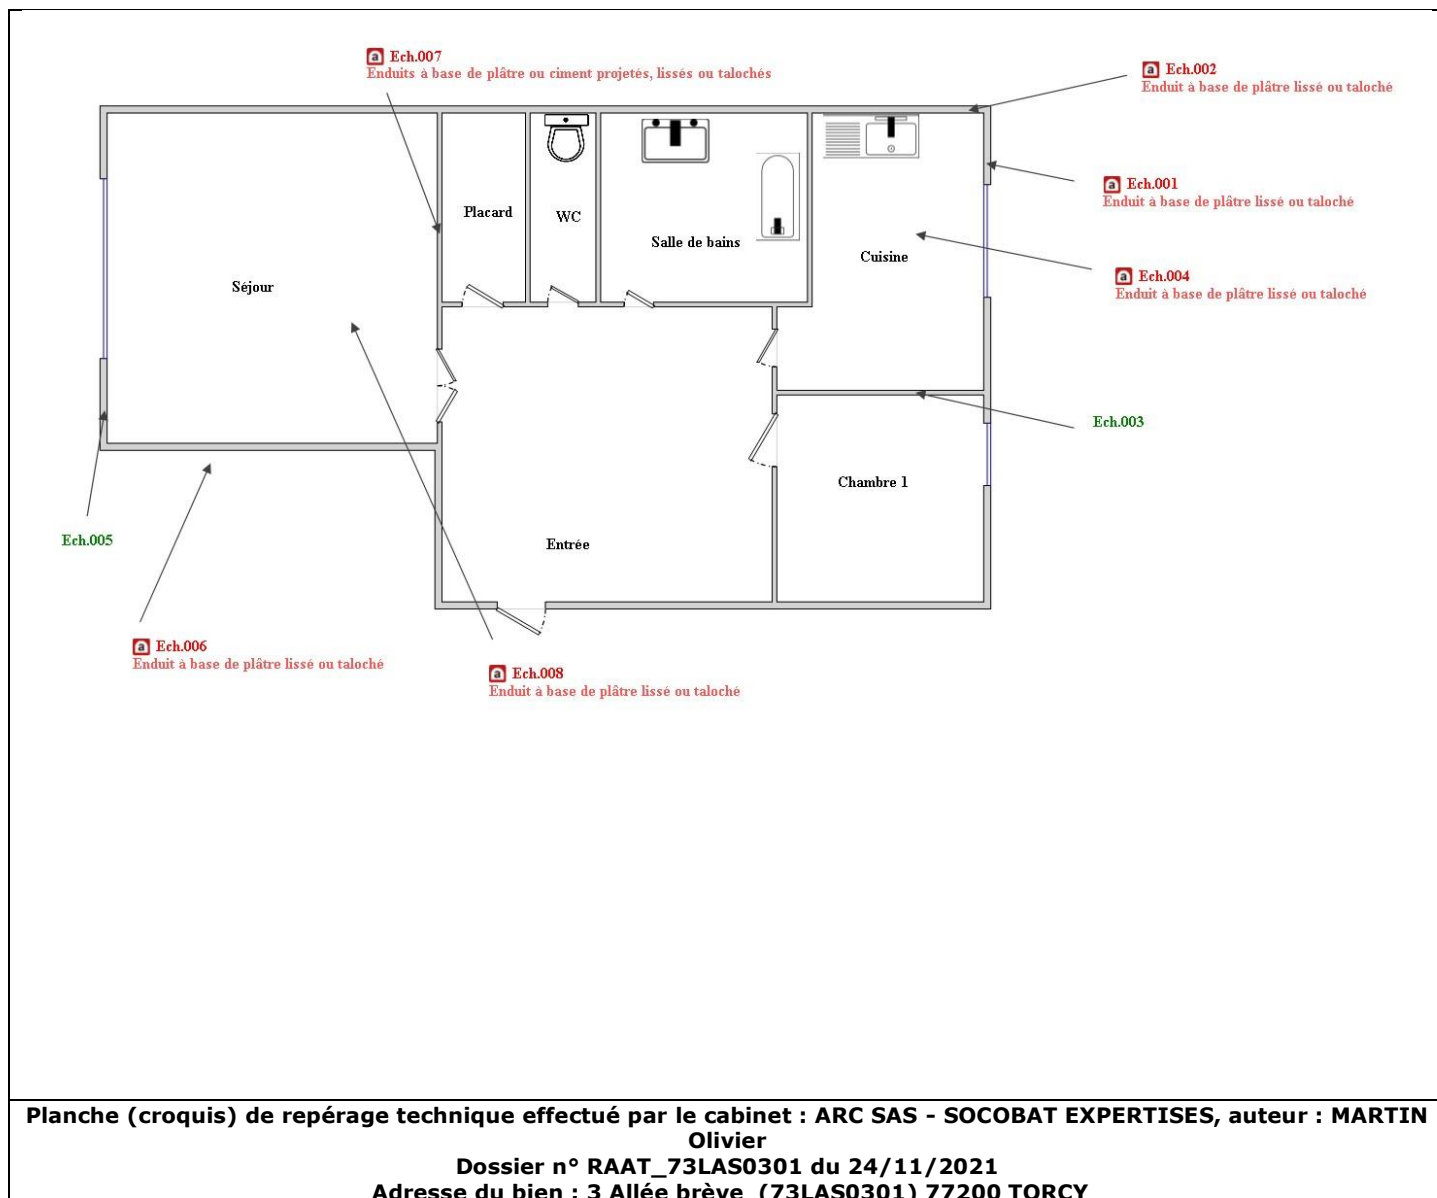 a Ech.007
Enduits à base de plâtre ou ciment projetés, lissés ou talochés
a Ech.002
Enduit à base de plâtre lissé ou taloché
a Ech.001
Enduit à base de plâtre lissé ou taloché
Placard
WC
Salle de bains
Cuisine
a Ech.004
Enduit à base de plâtre lissé ou taloché
Séjour
Ech.003
Chambre 1
Ech.005
Entrée
a Ech.006
Enduit à base de plâtre lissé ou taloché
a Ech.008
Enduit à base de plâtre lissé ou taloché
Planche (croquis) de repérage technique effectué par le cabinet : ARC SAS - SOCOBAT EXPERTISES, auteur : MARTIN
Olivier
Dossier n° RAAT_73LAS0301 du 24/11/2021
Adresse du bien : 3 Allée brève (73LAS0301) 77200 TORCY